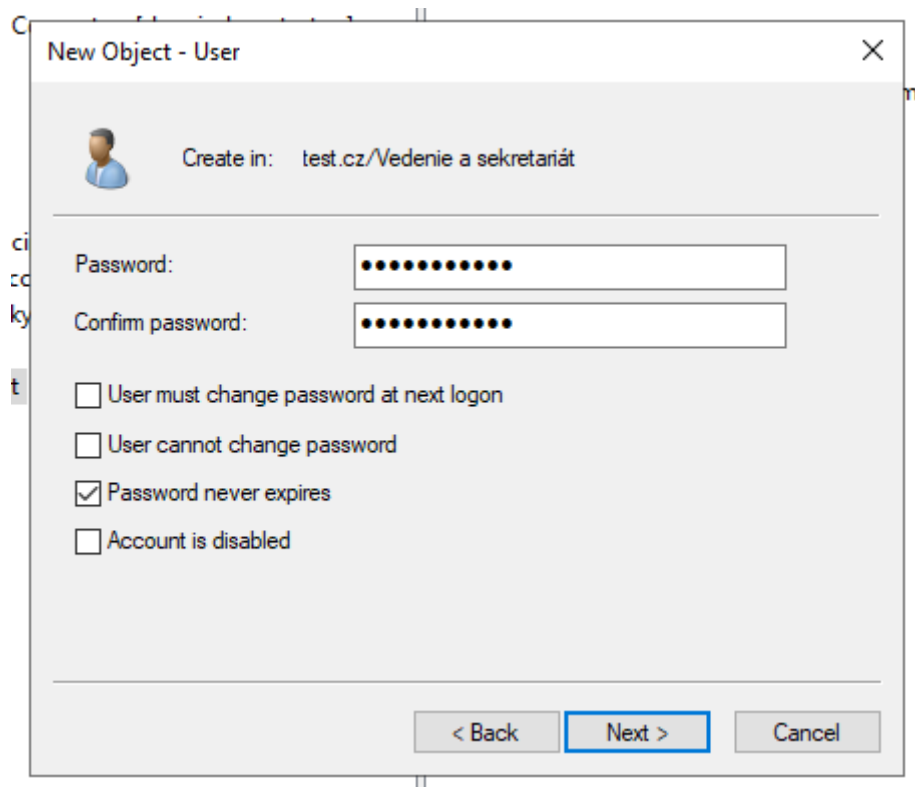 New Object - User
Create in: test.cz/Vedenie a sekretariát
Password: ●●●●●●●●●●●
Confirm password: ●●●●●●●●●●●
User must change password at next logon
User cannot change password
Password never expires
Account is disabled
< Back Next > Cancel